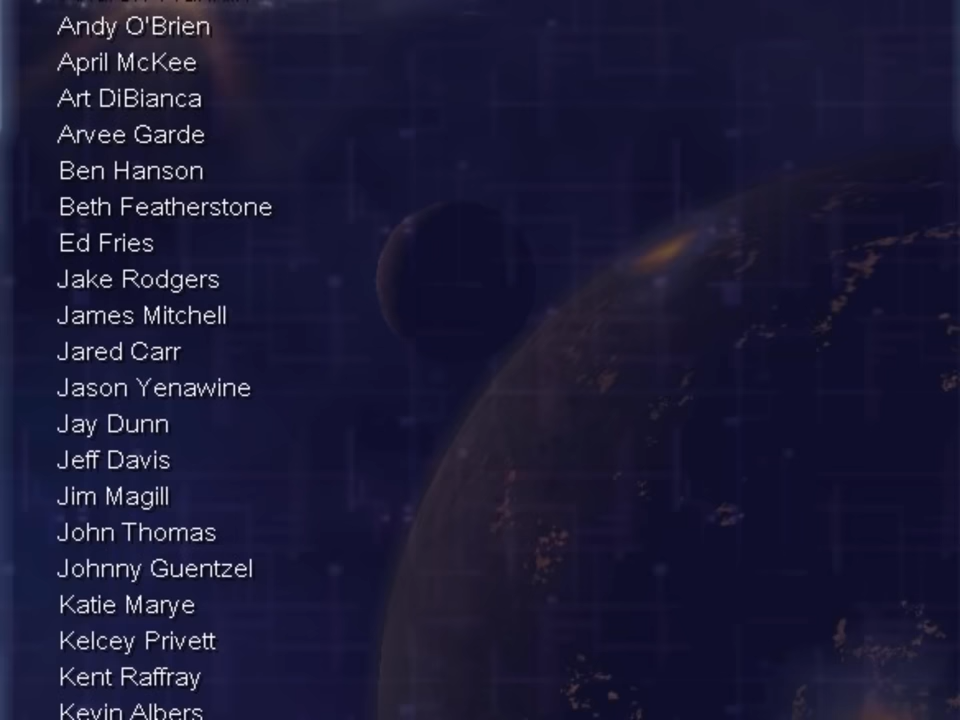 Andy O'Brien
April McKee
Art DiBianca
Arvee Garde
Ben Hanson
Beth Featherstone
Ed Fries
Jake Rodgers
James Mitchell
Jared Carr
Jason Yenawine
Jay Dunn
Jeff Davis
Jim Magill
John Thomas
Johnny Guentzel
Katie Marye
Kelcey Privett
Kent Raffray
Kevin Albers